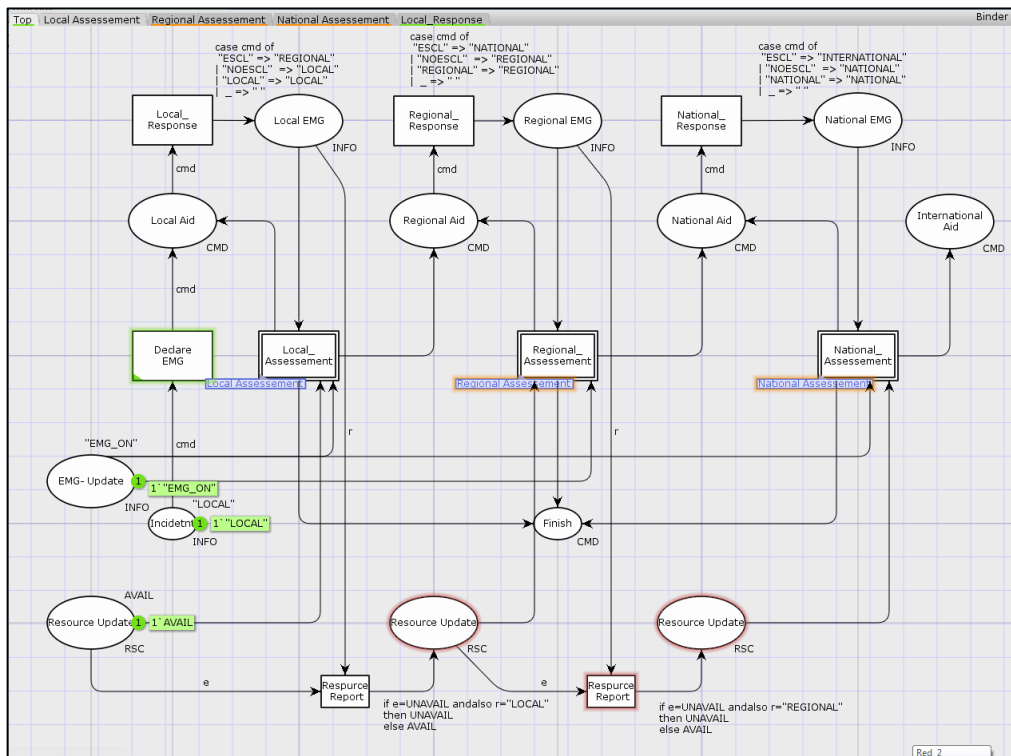 Top Local Assessement Regional Assessement National Assessement Local_Response
Binder
case cmd of
"ESCL" => "REGIONAL"
| "NOESCL" => "LOCAL"
| "LOCAL" => "LOCAL"
| _ => " "
case cmd of
"ESCL" => "NATIONAL"
| "NOESCL" => "REGIONAL"
| "REGIONAL" => "REGIONAL"
| _ => " "
case cmd of
"ESCL" => "INTERNATIONAL"
| "NOESCL" => "NATIONAL"
| "NATIONAL" => "NATIONAL"
| _ => " "
Local_
Response
Local EMG
INFO
Regional_
Response
Regional EMG
INFO
National_
Response
National EMG
INFO
cmd
cmd
cmd
Local Aid
CMD
Regional Aid
CMD
National Aid
CMD
International
Aid
CMD
cmd
Declare
EMG
Local_
Assessement
Local Assessement
Regional_
Assessement
Regional Assessement
National_
Assessement
National Assessement
cmd
r
r
"EMG_ON"
EMG- Update
1
1`"EMG_ON"
INFO
"LOCAL"
Incidetnt
1
1`"LOCAL"
INFO
Finish
CMD
AVAIL
Resource Update
1
1`AVAIL
RSC
Resource Update
RSC
Resource Update
RSC
e
Respurce
Report
e
Respurce
Report
if e=UNAVAIL andalso r="LOCAL"
then UNAVAIL
else AVAIL
if e=UNAVAIL andalso r="REGIONAL"
then UNAVAIL
else AVAIL
Red 2